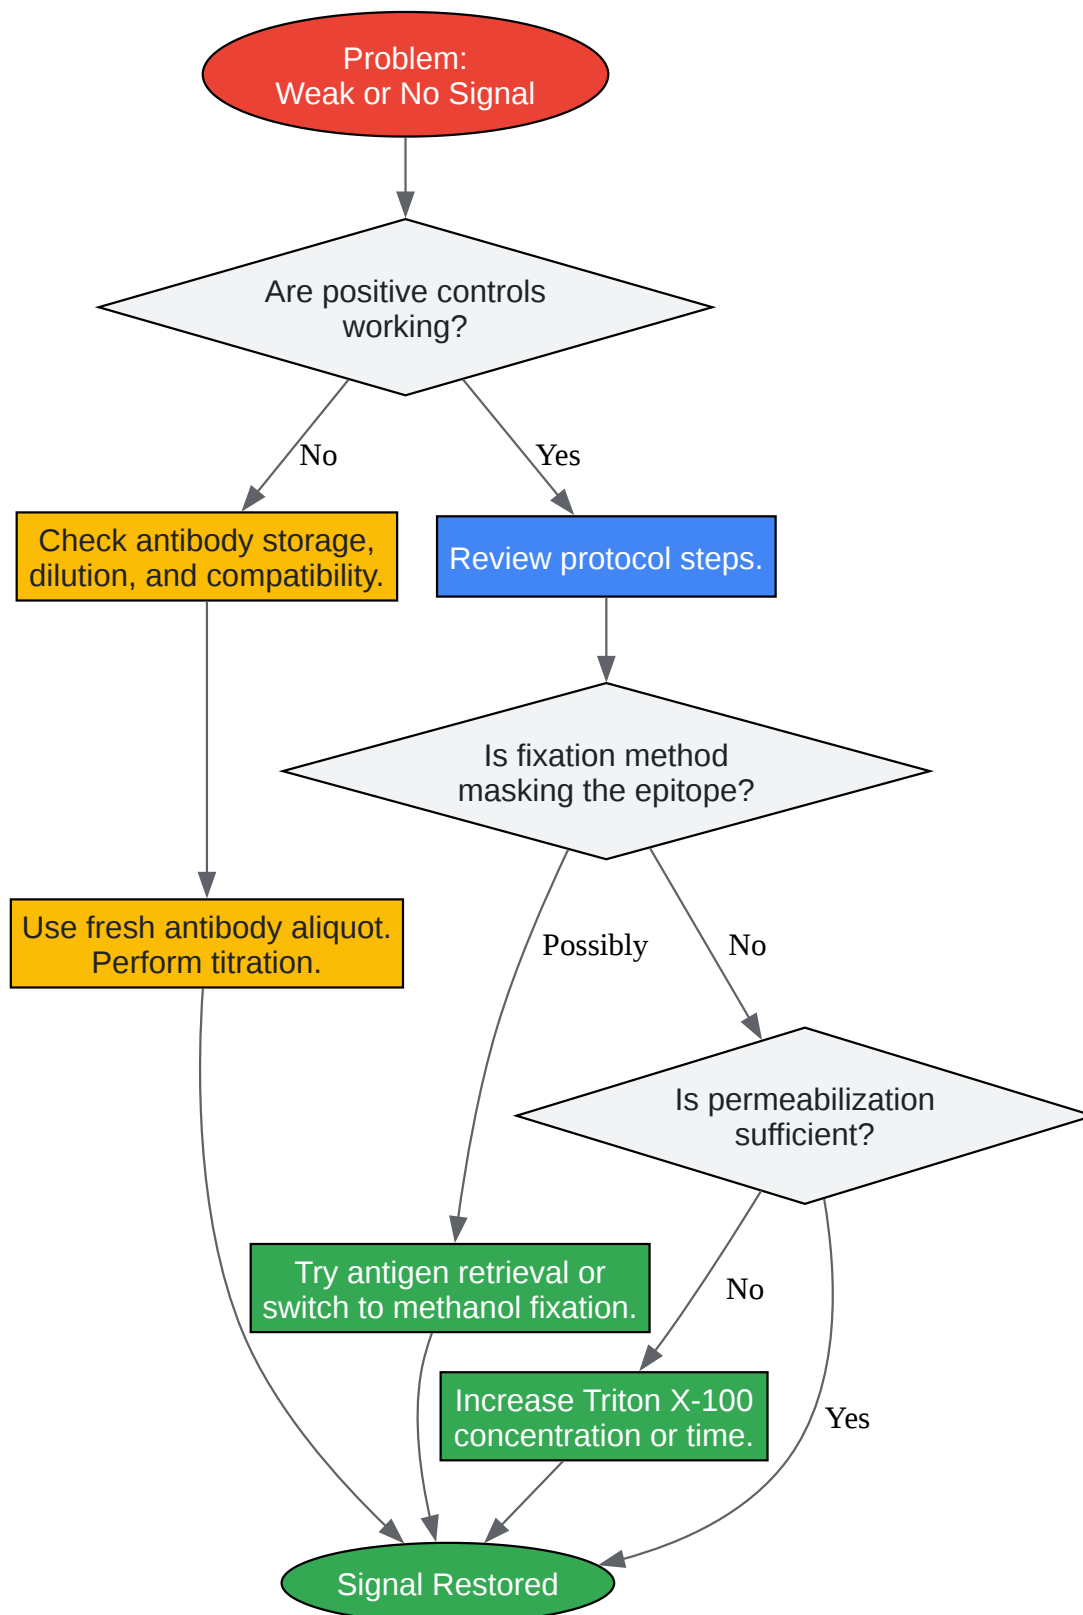 Problem:
Weak or No Signal
Are positive controls
working?
No
Yes
Check antibody storage,
dilution, and compatibility.
Review protocol steps.
Is fixation method
masking the epitope?
Use fresh antibody aliquot.
Perform titration.
Possibly
No
Is permeabilization
sufficient?
Try antigen retrieval or
switch to methanol fixation.
No
Increase Triton X-100
concentration or time.
Yes
Signal Restored